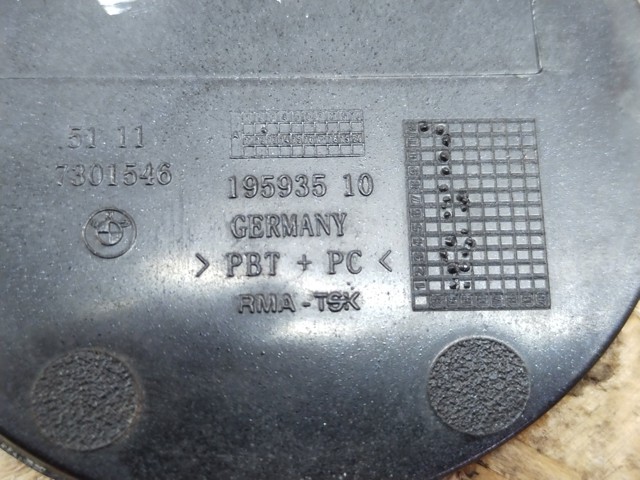 51 11
7301546
195935 10
GERMANY
> PBT + PC <
RMA-TSK